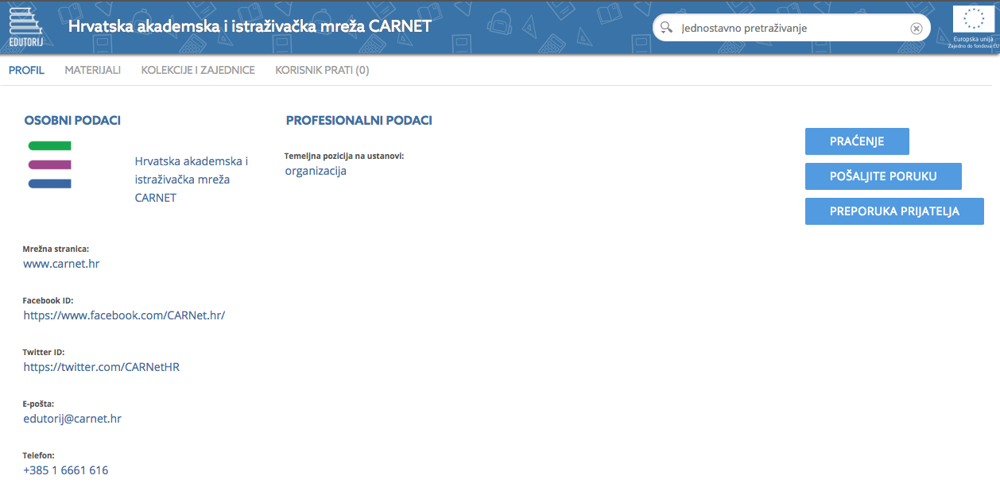 EDUTORIJ
Hrvatska akademska i istraživačka mreža CARNET
Jednostavno pretraživanje
Europska unija
Zajedno do fondova EU
PROFIL
MATERIJALI
KOLEKCIJE I ZAJEDNICE
KORISNIK PRATI (0)
OSOBNI PODACI
Hrvatska akademska i
istraživačka mreža
CARNET
PROFESIONALNI PODACI
Temeljna pozicija na ustanovi:
organizacija
PRAĆENJE
POŠALJITE PORUKU
PREPORUKA PRIJATELJA
Mrežna stranica:
www.carnet.hr
Facebook ID:
https://www.facebook.com/CARNet.hr/
Twitter ID:
https://twitter.com/CARNetHR
E-pošta:
edutorij@carnet.hr
Telefon:
+385 1 6661 616